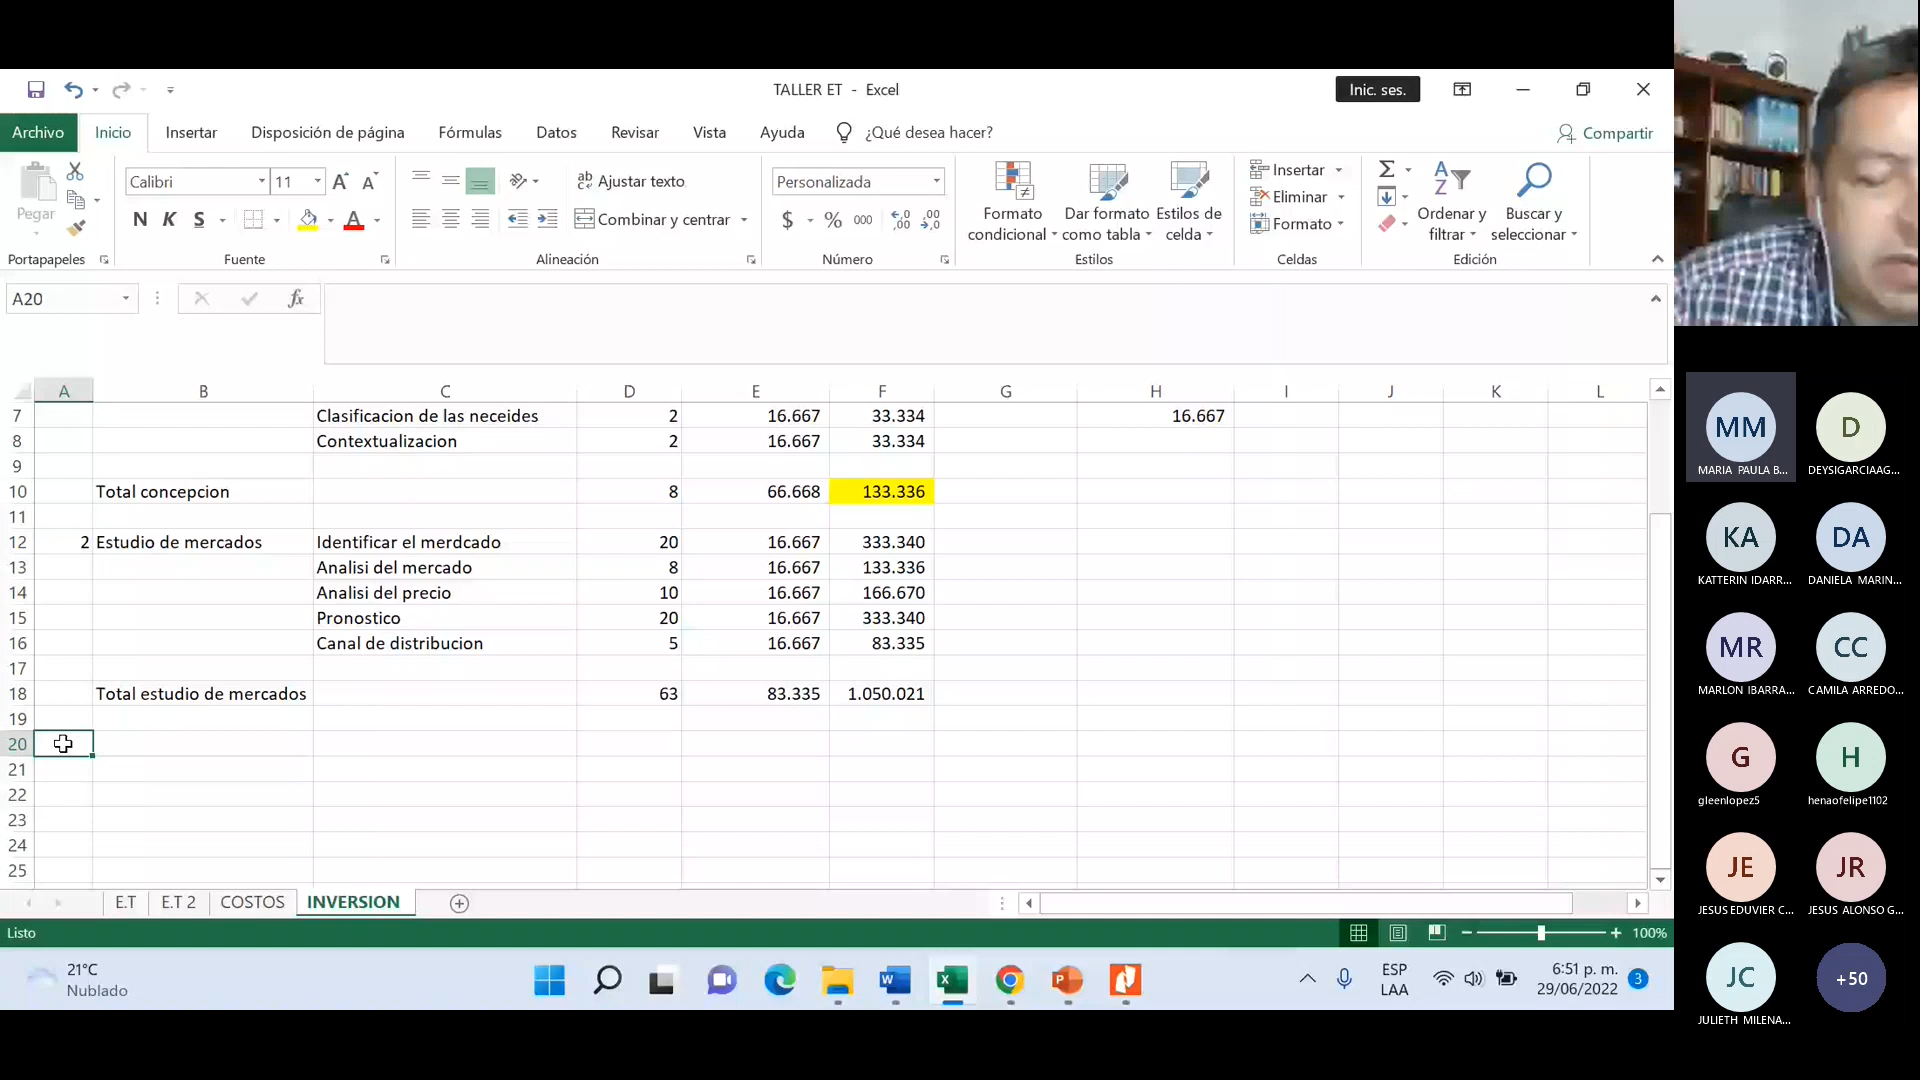 TALLER ET - Excel
Inic. ses.
Archivo Inicio Insertar Disposición de página Fórmulas Datos Revisar Vista Ayuda ¿Qué desea hacer? Compartir
Pegar
Calibri 11
N K S
Ajustar texto
Combinar y centrar
Personalizada
$ % 000
Formato condicional
Dar formato como tabla
Estilos de celda
Insertar
Eliminar
Formato
Ordenar y filtrar
Buscar y seleccionar
Portapapeles Fuente Alineación Número Estilos Celdas Edición
A20 fx
A B C D E F G H I J K L
7 Clasificacion de las neceides 2 16.667 33.334 16.667
8 Contextualizacion 2 16.667 33.334
9
10 Total concepcion 8 66.668 133.336
11
12 2 Estudio de mercados Identificar el merdcado 20 16.667 333.340
13 Analisi del mercado 8 16.667 133.336
14 Analisi del precio 10 16.667 166.670
15 Pronostico 20 16.667 333.340
16 Canal de distribucion 5 16.667 83.335
17
18 Total estudio de mercados 63 83.335 1.050.021
19
20
21
22
23
24
25
E.T E.T 2 COSTOS INVERSION
Listo 100%
21°C
Nublado
ESP
LAA
6:51 p. m.
29/06/2022
3
MM
MARIA PAULA B...
D
DEYSIGARCIAAG...
KA
KATTERIN IDARR...
DA
DANIELA MARIN...
MR
MARLON IBARRA...
CC
CAMILA ARREDO...
G
gleenlopez5
H
henaofelipe1102
JE
JESUS EDUVIER C...
JR
JESUS ALONSO G...
JC
JULIETH MILENA...
+50